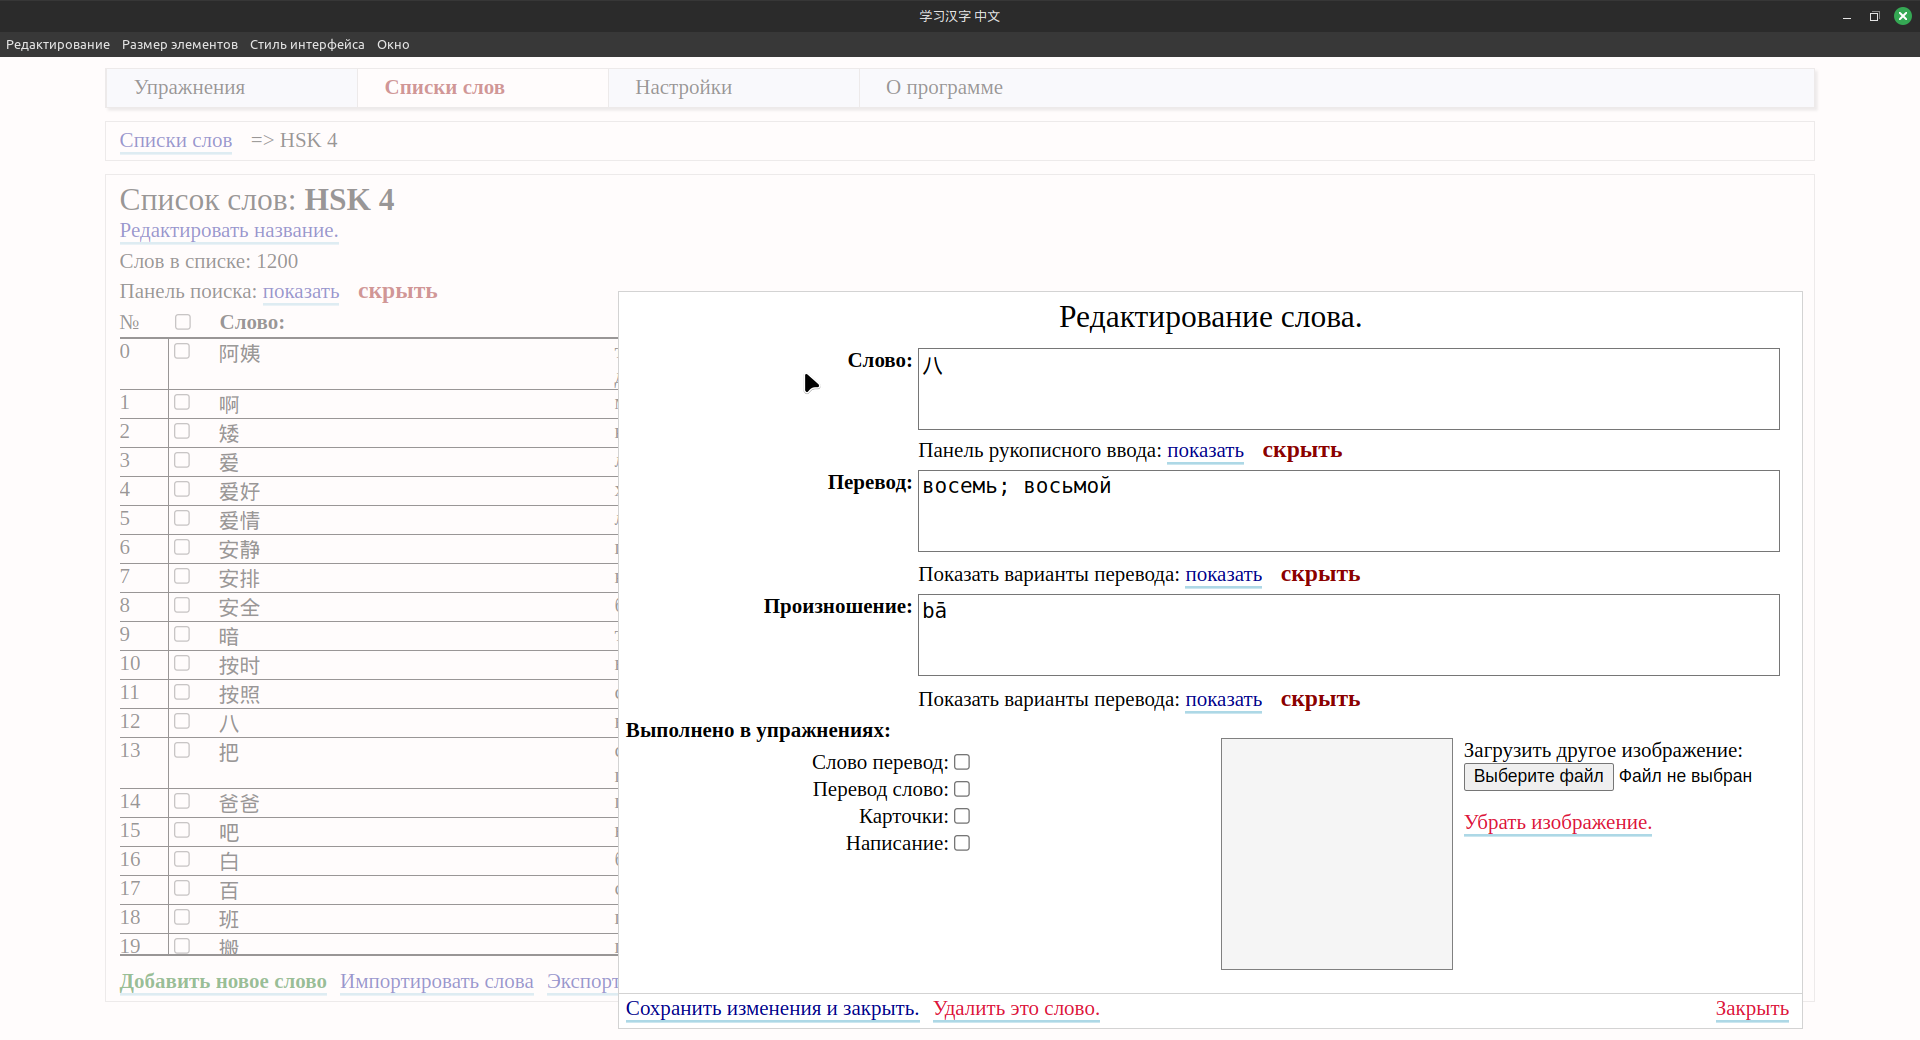 学习汉字 中文
Редактирование Размер элементов Стиль интерфейса Окно
Упражнения Списки слов Настройки О программе
Списки слов => HSK 4
Список слов: HSK 4
Редактировать название.
Слов в списке: 1200
Панель поиска: показать скрыть
№ Слово:
0 阿姨
1 啊
2 矮
3 爱
4 爱好
5 爱情
6 安静
7 安排
8 安全
9 暗
10 按时
11 按照
12 八
13 把
14 爸爸
15 吧
16 白
17 百
18 班
19 搬
Добавить новое слово Импортировать слова Экспорт
Редактирование слова.
Слово: 八
Панель рукописного ввода: показать скрыть
Перевод: восемь; восьмой
Показать варианты перевода: показать скрыть
Произношение: bā
Показать варианты перевода: показать скрыть
Выполнено в упражнениях:
Слово перевод:
Перевод слово:
Карточки:
Написание:
Загрузить другое изображение:
Выберите файл Файл не выбран
Убрать изображение.
Сохранить изменения и закрыть. Удалить это слово. Закрыть